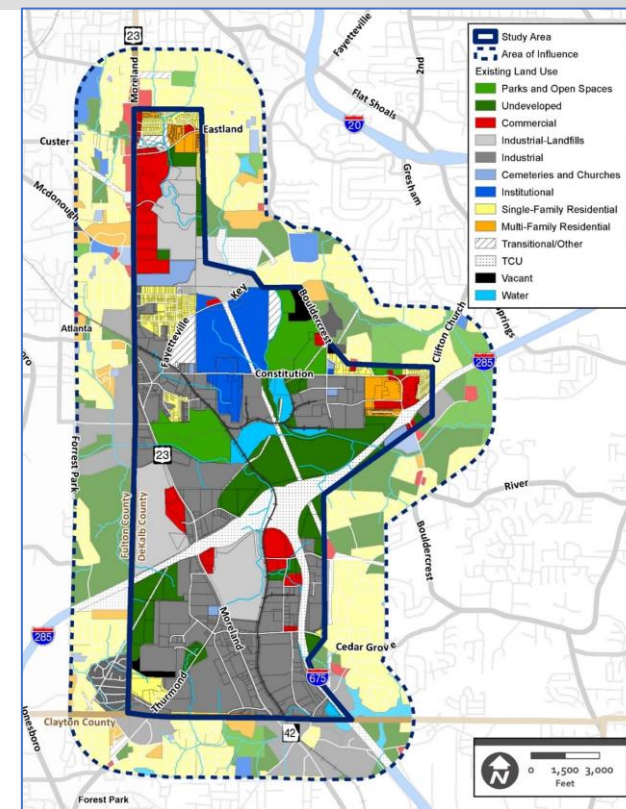 23
Moreland
Fayetteville
2nd
Flat Shoals
20
Gresham
Custer
Eastland
Mcdonough
Key
Bouldercrest
Clifton Church
Springs
Atlanta
Fayetteville
285
Constitution
Forrest Park
23
River
Fulton County
DeKalb County
Bouldercrest
Moreland
285
Cedar Grove
Thurmond
675
Jonesboro
Clayton County
42
Forest Park
Study Area
Area of Influence
Existing Land Use
Parks and Open Spaces
Undeveloped
Commercial
Industrial-Landfills
Industrial
Cemeteries and Churches
Institutional
Single-Family Residential
Multi-Family Residential
Transitional/Other
TCU
Vacant
Water
N
0 1,500 3,000
Feet